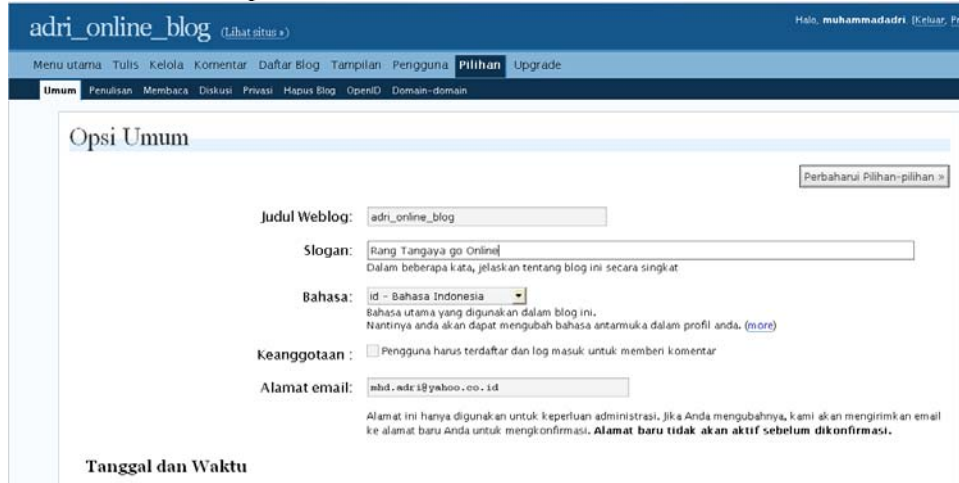 adri_online_blog (Lihat situs »)
Halo, muhammadadri. [Keluar,
Menu utama Tulis Kelola Komentar Daftar Blog Tampilan Pengguna Pilihan Upgrade
Umum Penulisan Membaca Diskusi Privasi Hapus Blog OpenID Domain-domain
Opsi Umum
Perbaharui Pilihan-pilihan »
Judul Weblog: adri_online_blog
Slogan: Rang Tangaya go Online
Dalam beberapa kata, jelaskan tentang blog ini secara singkat
Bahasa: id - Bahasa Indonesia
Bahasa utama yang digunakan dalam blog ini.
Nantinya anda akan dapat mengubah bahasa antarmuka dalam profil anda. (more)
Keanggotaan : Pengguna harus terdaftar dan log masuk untuk memberi komentar
Alamat email: mhd.adri@yahoo.co.id
Alamat ini hanya digunakan untuk keperluan administrasi. Jika Anda mengubahnya, kami akan mengirimkan email
ke alamat baru Anda untuk mengkonfirmasi. Alamat baru tidak akan aktif sebelum dikonfirmasi.
Tanggal dan Waktu